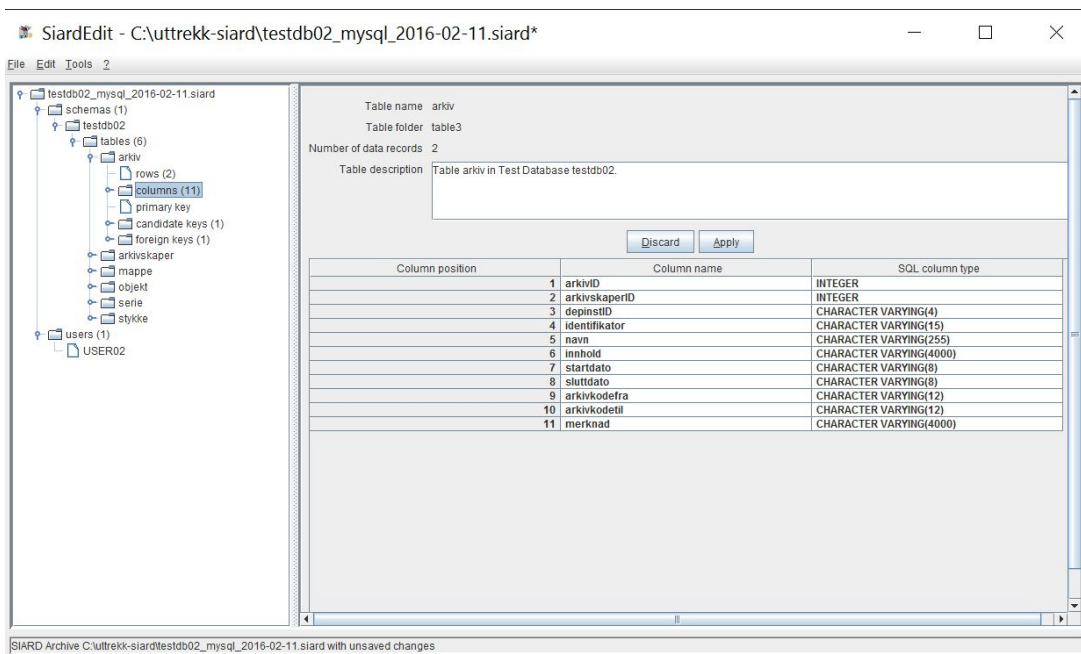 SiardEdit - C:\uttrekk-siard\testdb02_mysql_2016-02-11.siard*
File Edit Tools ?
testdb02_mysql_2016-02-11.siard
schemas (1)
testdb02
tables (6)
arkiv
rows (2)
columns (11)
primary key
candidate keys (1)
foreign keys (1)
arkivskaper
mappe
objekt
serie
stykke
users (1)
USER02
Table name arkiv
Table folder table3
Number of data records 2
Table description Table arkiv in Test Database testdb02.
Discard Apply
Column position Column name SQL column type
1 arkivID INTEGER
2 arkivskaperID INTEGER
3 depinstID CHARACTER VARYING(4)
4 identifikator CHARACTER VARYING(15)
5 navn CHARACTER VARYING(255)
6 innhold CHARACTER VARYING(4000)
7 startdato CHARACTER VARYING(8)
8 sluttdato CHARACTER VARYING(8)
9 arkivkodefra CHARACTER VARYING(12)
10 arkivkodetil CHARACTER VARYING(12)
11 merknad CHARACTER VARYING(4000)
SIARD Archive C:\uttrekk-siard\testdb02_mysql_2016-02-11.siard with unsaved changes